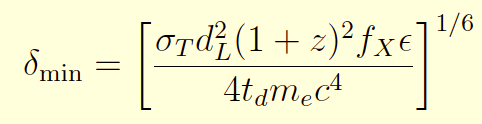 δ_min = [ σ_T d_L^2 (1 + z)^2 f_X ϵ / 4 t_d m_e c^4 ]^{1/6}